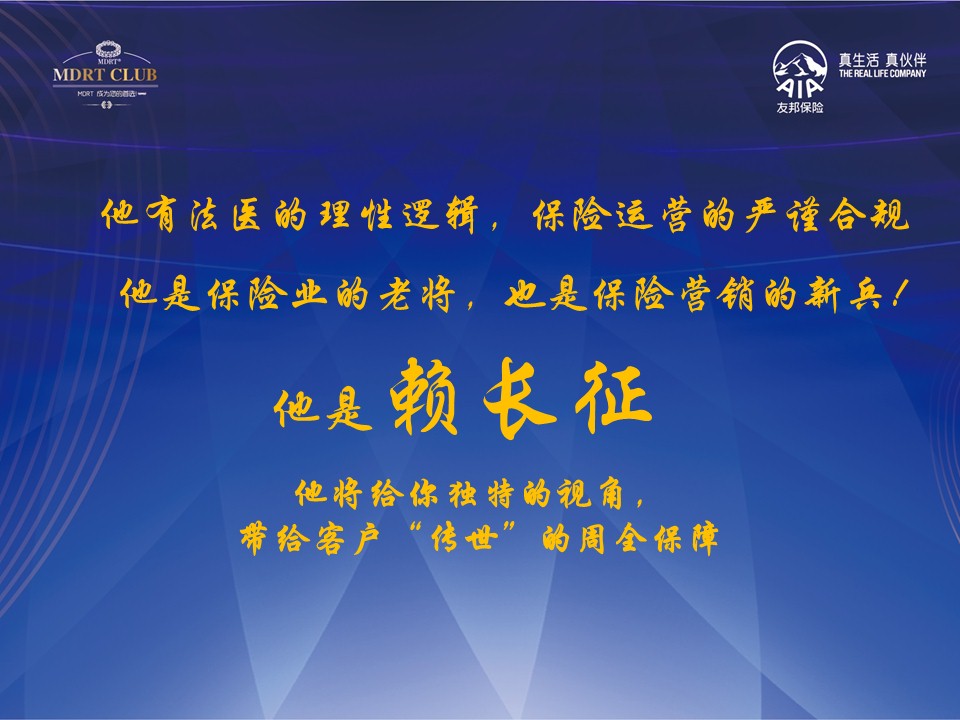 MDRT®
MDRT CLUB
MDRT 成为您的首选!
真生活 真伙伴
THE REAL LIFE COMPANY
AIA
友邦保险
他有法医的理性逻辑，保险运营的严谨合规
他是保险业的老将，也是保险营销的新兵！
他是 赖长征
他将给你独特的视角，
带给客户“传世”的周全保障